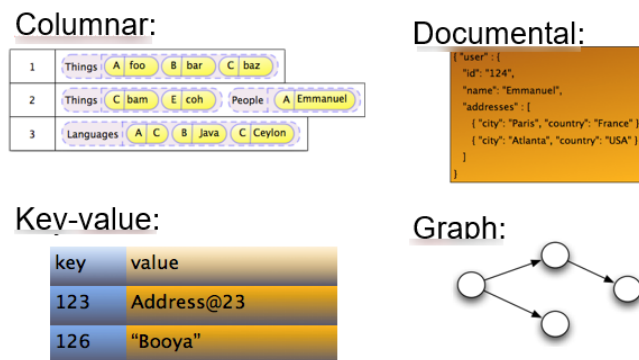 Columnar:
1 Things A foo B bar C baz
2 Things C bam E coh People A Emmanuel
3 Languages A C B Java C Ceylon
Documental:
{ "user" : {
"id": "124",
"name": "Emmanuel",
"addresses" : [
{ "city": "Paris", "country": "France" }
{ "city": "Atlanta", "country": "USA" }
]
}
Key-value:
key value
123 Address@23
126 “Booya"
Graph: